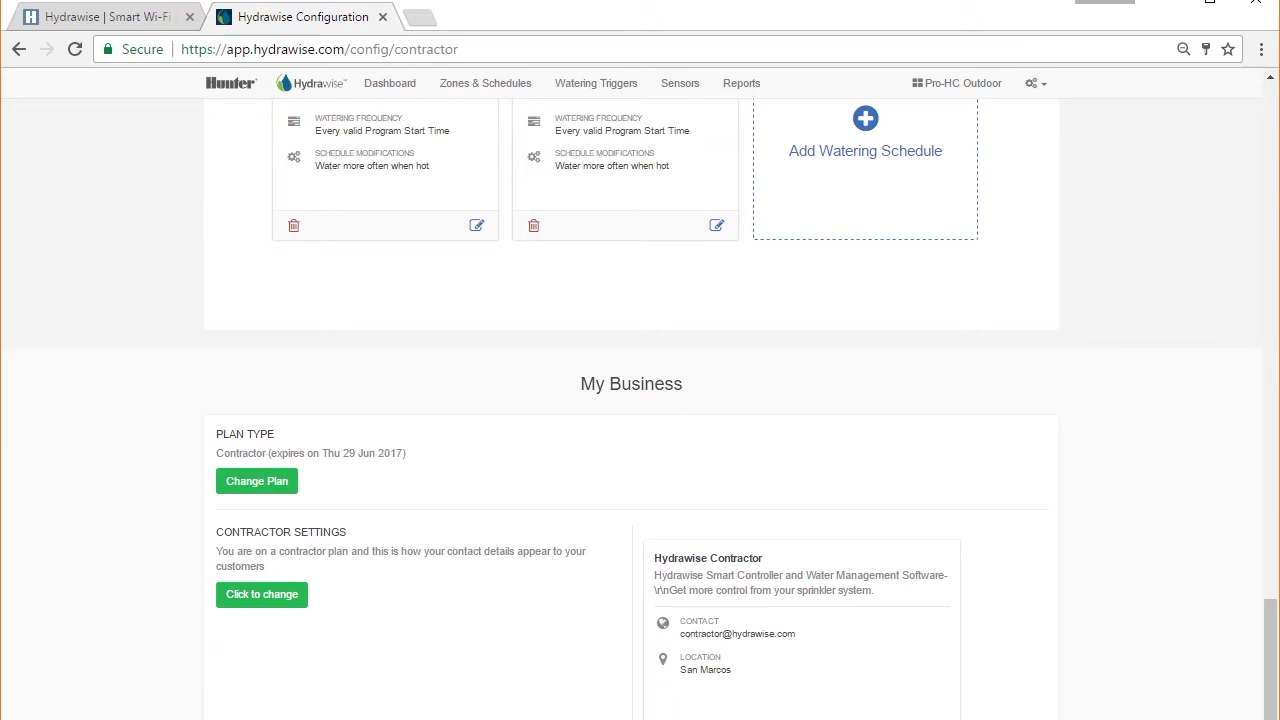 Hydrawise | Smart Wi-Fi
Hydrawise Configuration
Secure
https://app.hydrawise.com/config/contractor
Hunter
Hydrawise
Dashboard
Zones & Schedules
Watering Triggers
Sensors
Reports
Pro-HC Outdoor
WATERING FREQUENCY
Every valid Program Start Time
SCHEDULE MODIFICATIONS
Water more often when hot
WATERING FREQUENCY
Every valid Program Start Time
SCHEDULE MODIFICATIONS
Water more often when hot
Add Watering Schedule
My Business
PLAN TYPE
Contractor (expires on Thu 29 Jun 2017)
Change Plan
CONTRACTOR SETTINGS
You are on a contractor plan and this is how your contact details appear to your
customers
Click to change
Hydrawise Contractor
Hydrawise Smart Controller and Water Management Software-
\r\nGet more control from your sprinkler system.
CONTACT
contractor@hydrawise.com
LOCATION
San Marcos